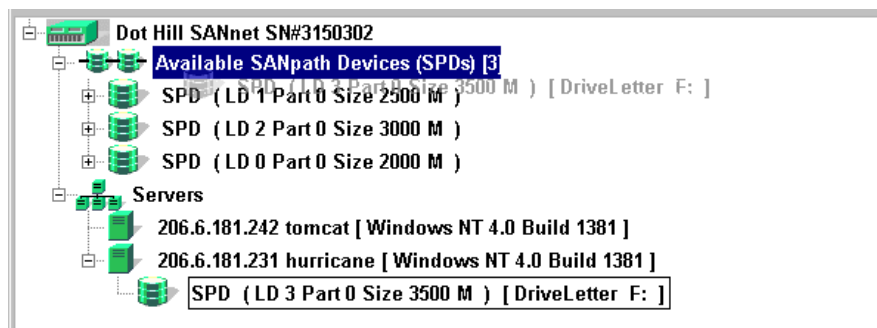 Dot Hill SANnet SN#3150302
Available SANpath Devices (SPDs) [3]
SPD ( LD 3 Part 0 Size 3500 M ) [ DriveLetter F: ]
SPD ( LD 1 Part 0 Size 2500 M )
SPD ( LD 2 Part 0 Size 3000 M )
SPD ( LD 0 Part 0 Size 2000 M )
Servers
206.6.181.242 tomcat [ Windows NT 4.0 Build 1381 ]
206.6.181.231 hurricane [ Windows NT 4.0 Build 1381 ]
SPD ( LD 3 Part 0 Size 3500 M ) [ DriveLetter F: ]